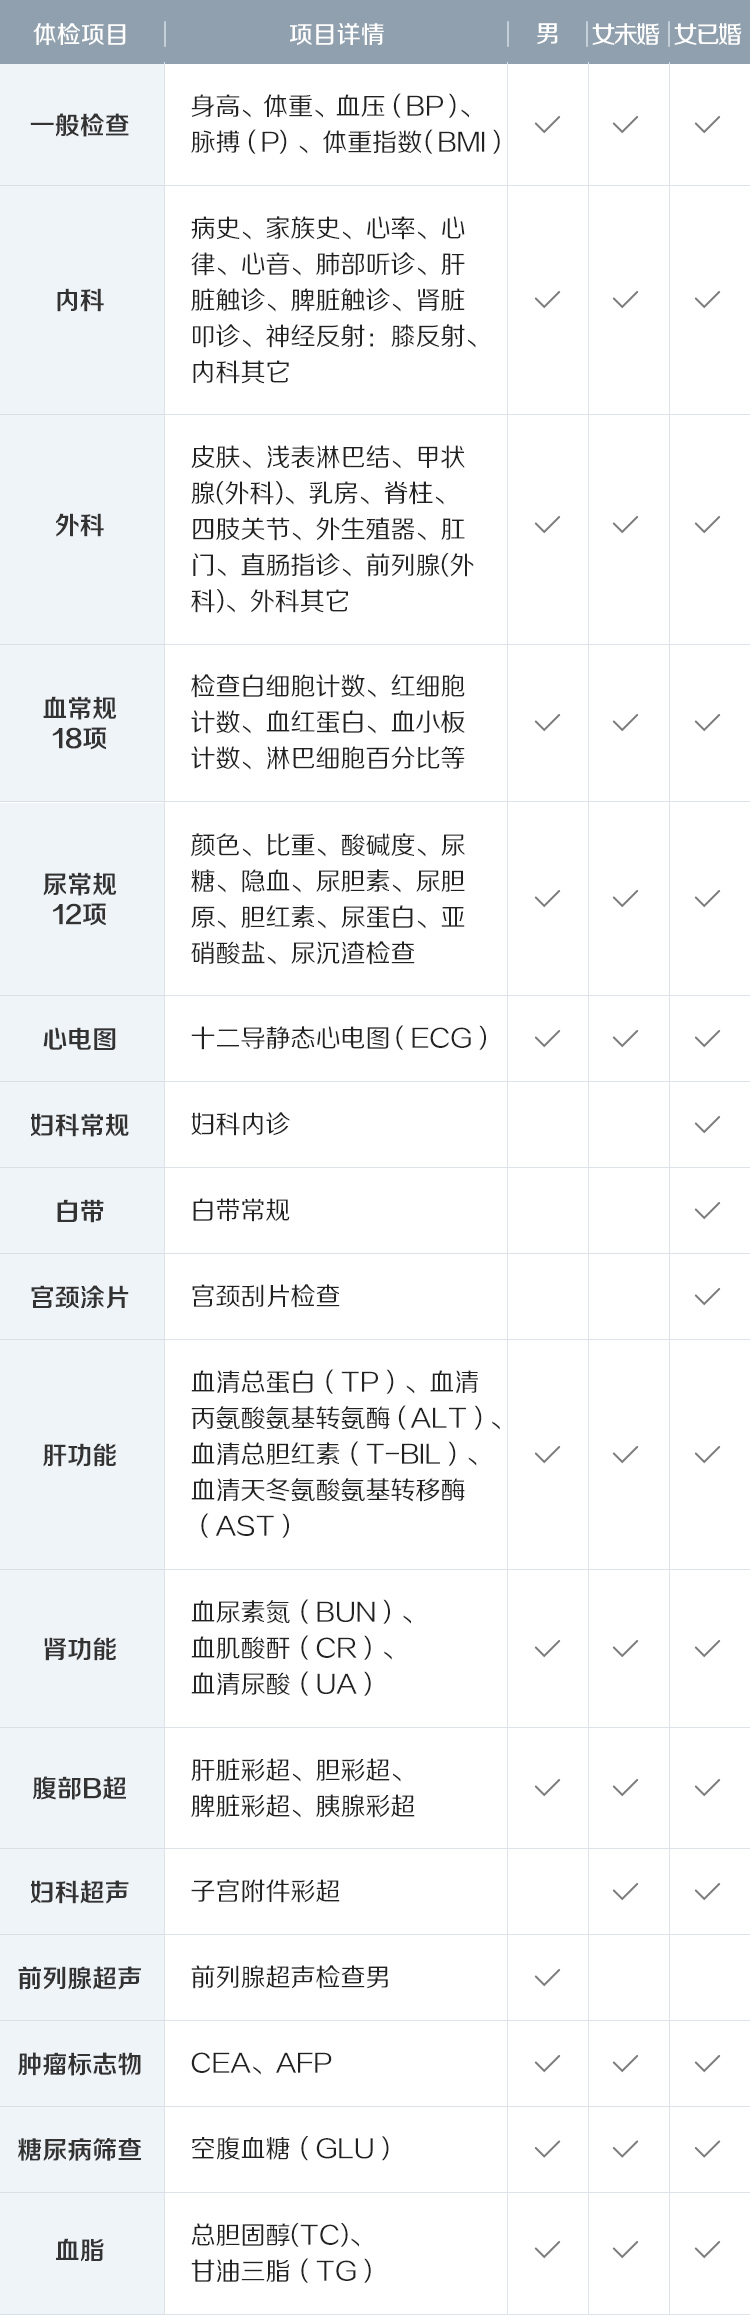 体检项目 项目详情 男 女未婚 女已婚
一般检查
身高、体重、血压（BP）、
脉搏（P）、体重指数(BMI）
内科
病史、家族史、心率、心
律、心音、肺部听诊、肝
脏触诊、脾脏触诊、肾脏
叩诊、神经反射：膝反射、
内科其它
外科
皮肤、浅表淋巴结、甲状
腺(外科)、乳房、脊柱、
四肢关节、外生殖器、肛
门、直肠指诊、前列腺(外
科)、外科其它
血常规
18项
检查白细胞计数、红细胞
计数、血红蛋白、血小板
计数、淋巴细胞百分比等
尿常规
12项
颜色、比重、酸碱度、尿
糖、隐血、尿胆素、尿胆
原、胆红素、尿蛋白、亚
硝酸盐、尿沉渣检查
心电图
十二导静态心电图（ECG）
妇科常规
妇科内诊
白带
白带常规
宫颈涂片
宫颈刮片检查
肝功能
血清总蛋白（TP）、血清
丙氨酸氨基转氨酶（ALT）、
血清总胆红素（T-BIL）、
血清天冬氨酸氨基转移酶
（AST）
肾功能
血尿素氮（BUN）、
血肌酸酐（CR）、
血清尿酸（UA）
腹部B超
肝脏彩超、胆彩超、
脾脏彩超、胰腺彩超
妇科超声
子宫附件彩超
前列腺超声
前列腺超声检查男
肿瘤标志物
CEA、AFP
糖尿病筛查
空腹血糖（GLU）
血脂
总胆固醇(TC)、
甘油三脂（TG）